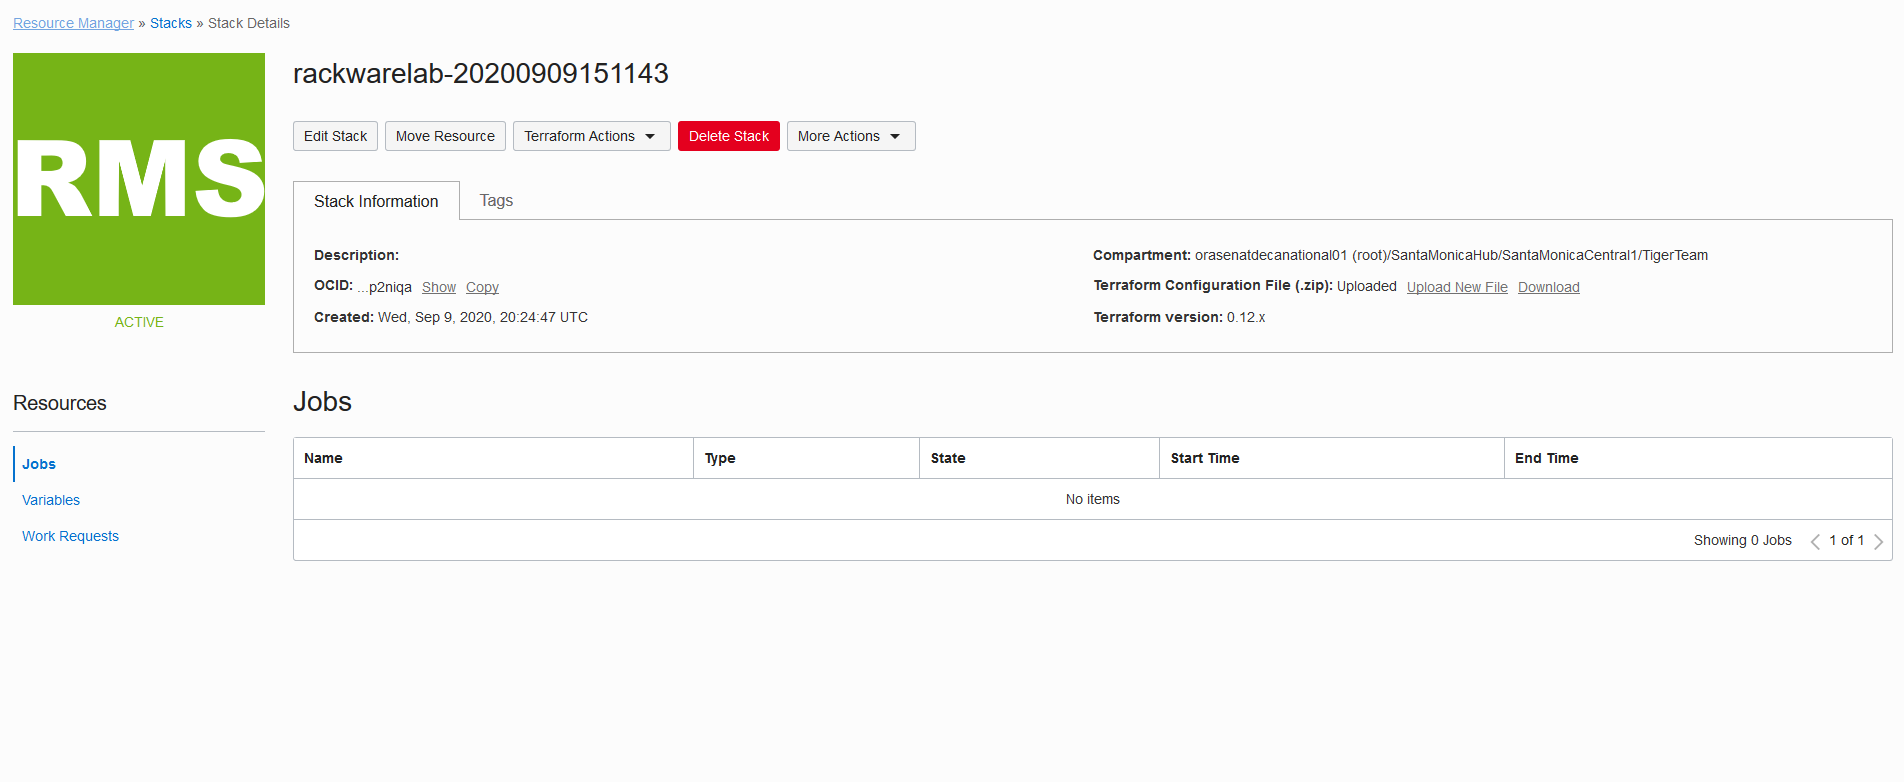 Resource Manager » Stacks » Stack Details
RMS
ACTIVE
rackwarelab-20200909151143
Edit Stack Move Resource Terraform Actions Delete Stack More Actions
Stack Information Tags
Description:
OCID: ...p2niqa Show Copy
Created: Wed, Sep 9, 2020, 20:24:47 UTC
Compartment: orasenatdecanational01 (root)/SantaMonicaHub/SantaMonicaCentral1/TigerTeam
Terraform Configuration File (.zip): Uploaded Upload New File Download
Terraform version: 0.12.x
Resources
Jobs
Variables
Work Requests
Jobs
Name Type State Start Time End Time
No items
Showing 0 Jobs 1 of 1